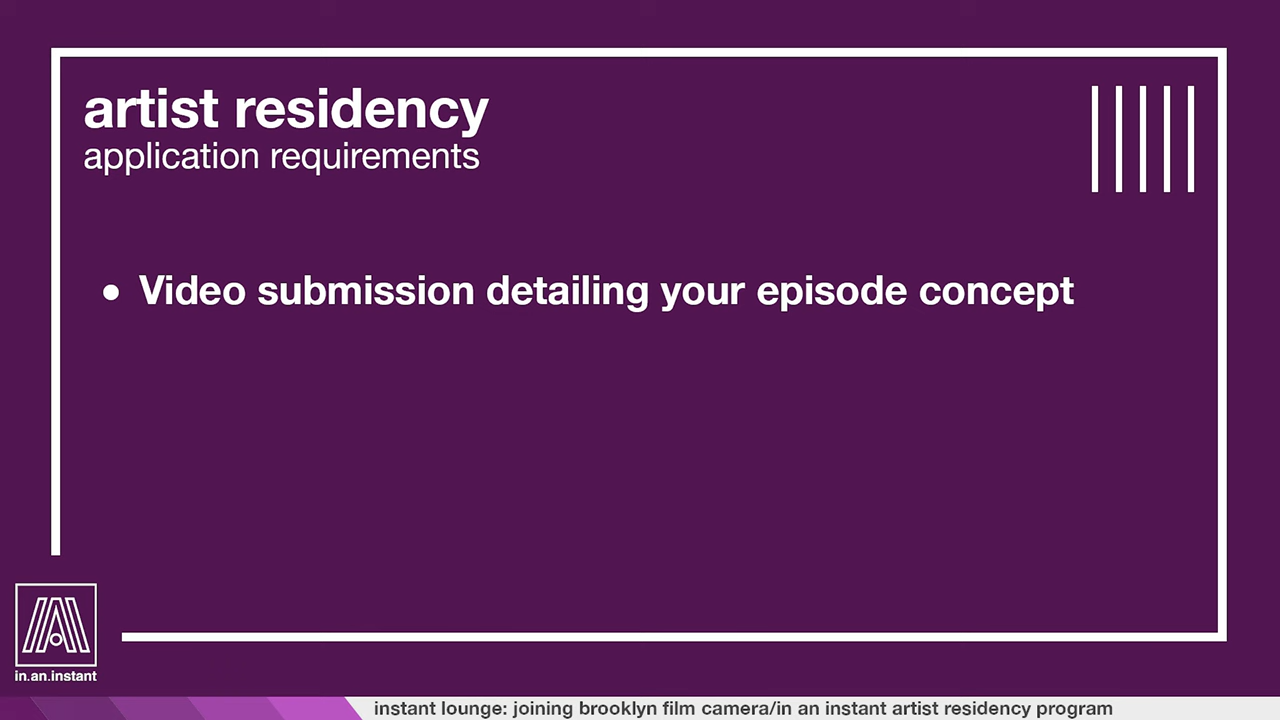 artist residency
application requirements
• Video submission detailing your episode concept
in.an.instant
instant lounge: joining brooklyn film camera/in an instant artist residency program